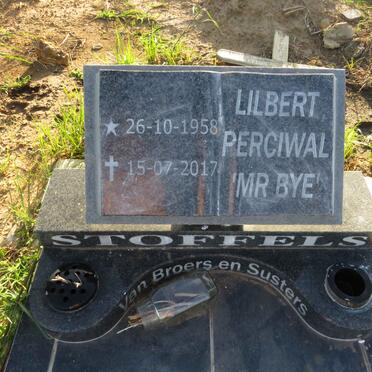 ★ 26-10-1958
✝ 15-07-2017
LILBERT
PERCIWAL
'MR BYE'
STOFFELS
Van Broers en Susters